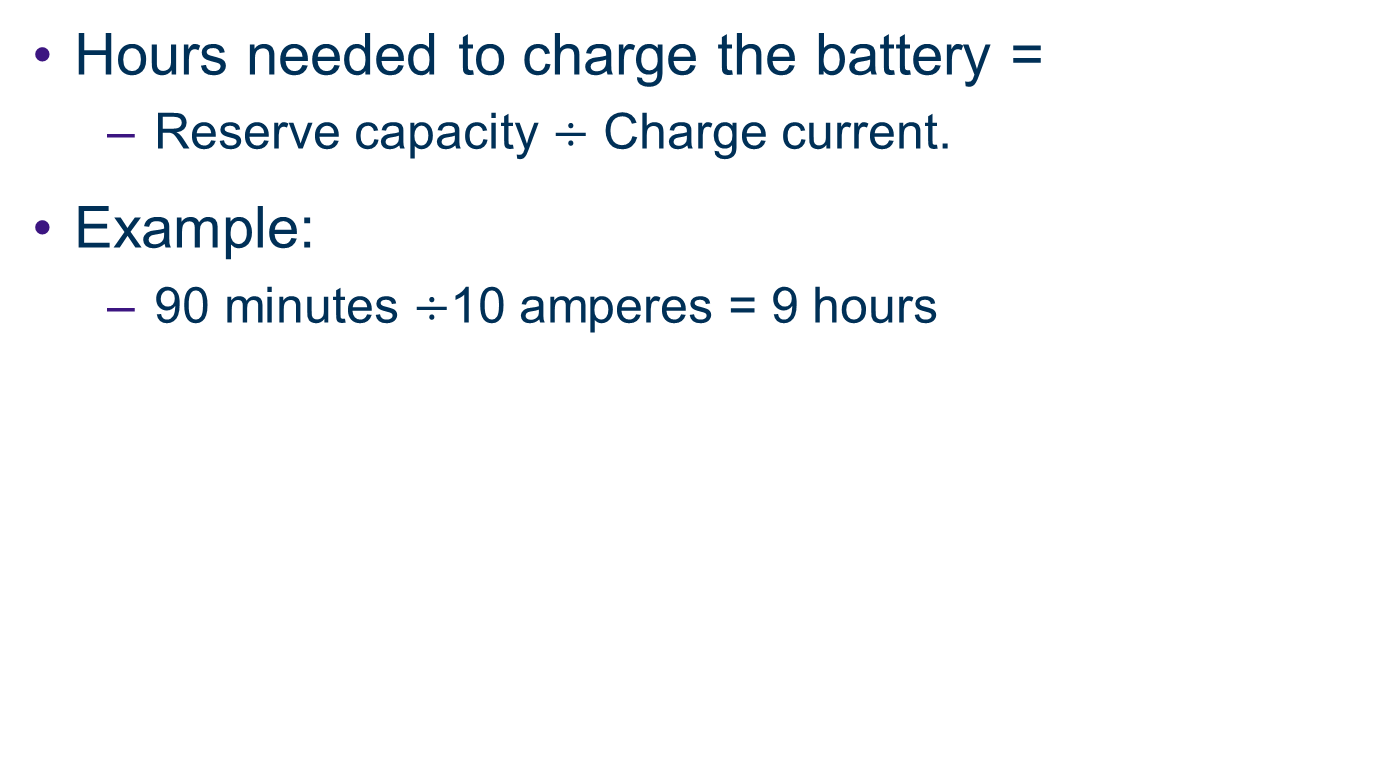 • Hours needed to charge the battery =
– Reserve capacity ÷ Charge current.
• Example:
– 90 minutes ÷10 amperes = 9 hours